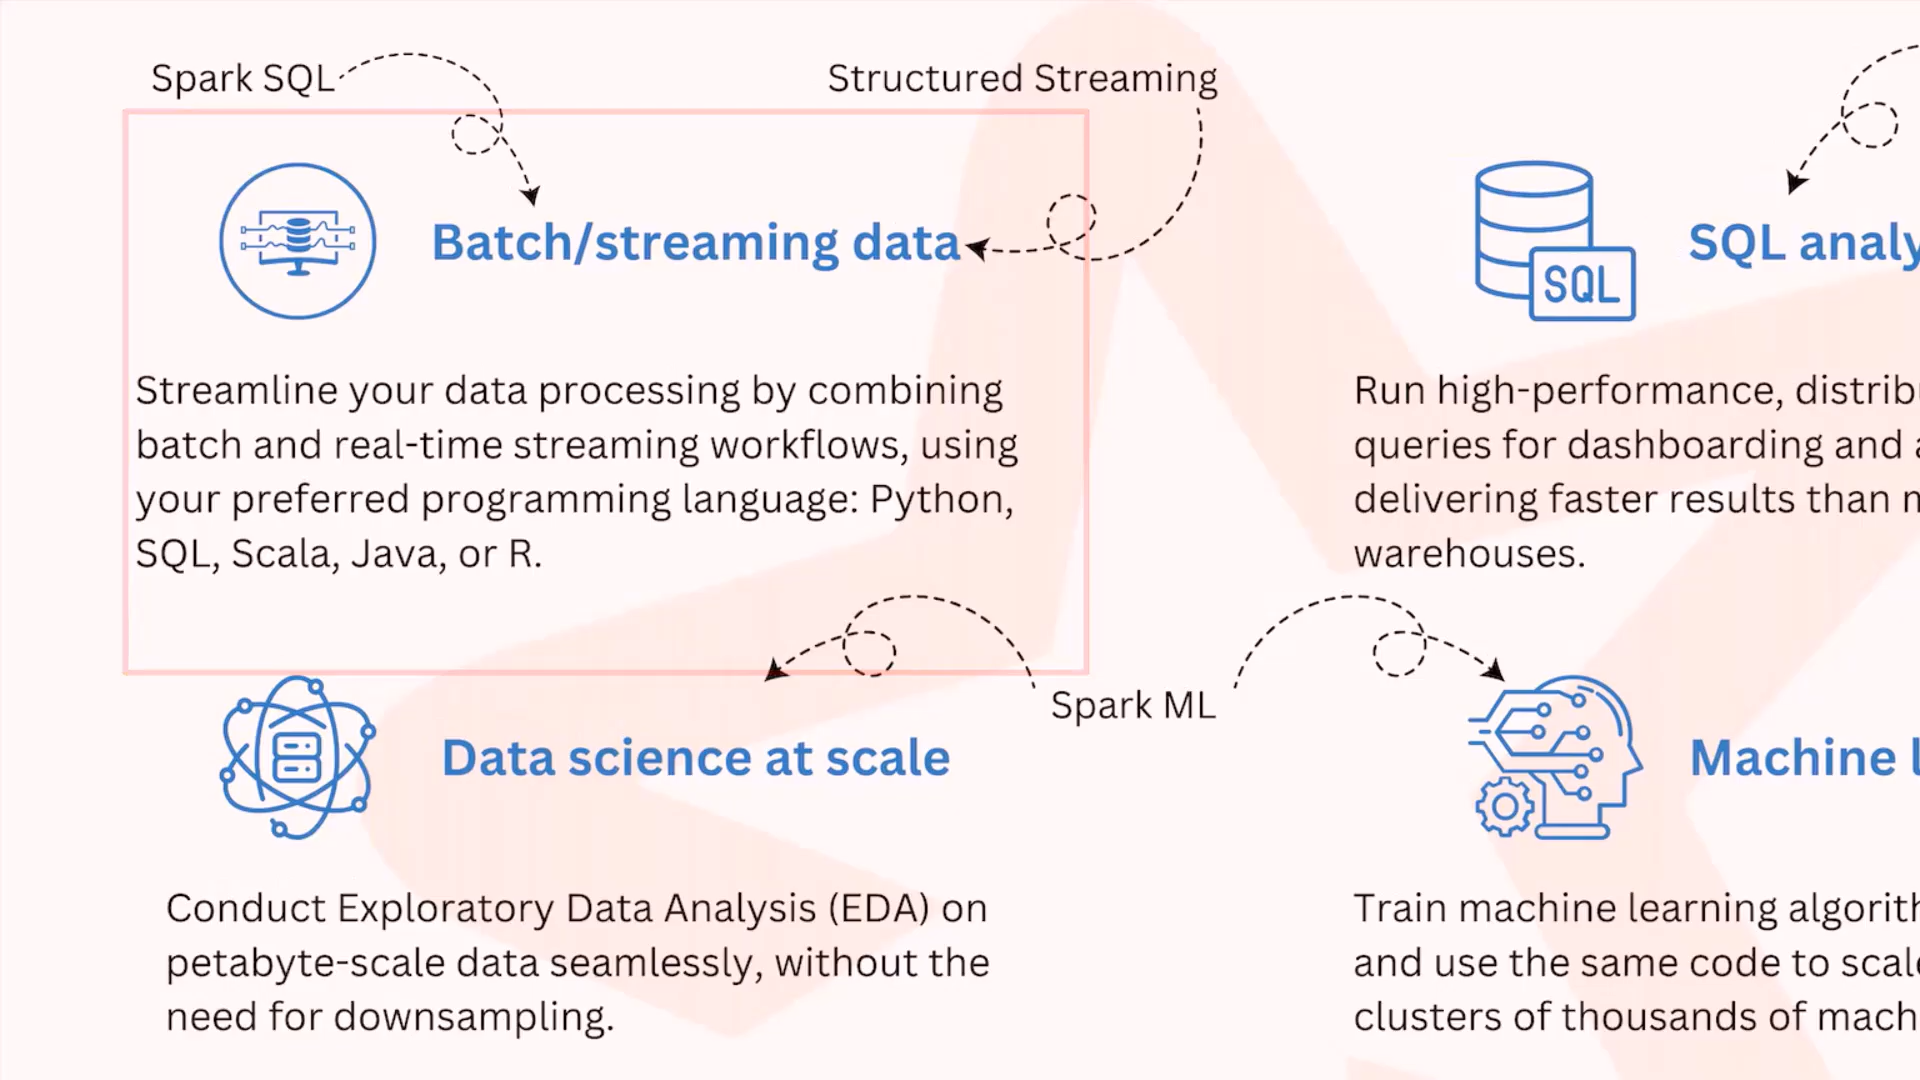 Spark SQL
Structured Streaming
Batch/streaming data
Streamline your data processing by combining
batch and real-time streaming workflows, using
your preferred programming language: Python,
SQL, Scala, Java, or R.
SQL
SQL analy
Run high-performance, distrib
queries for dashboarding and a
delivering faster results than m
warehouses.
Spark ML
Data science at scale
Conduct Exploratory Data Analysis (EDA) on
petabyte-scale data seamlessly, without the
need for downsampling.
Machine l
Train machine learning algorith
and use the same code to scale
clusters of thousands of mach